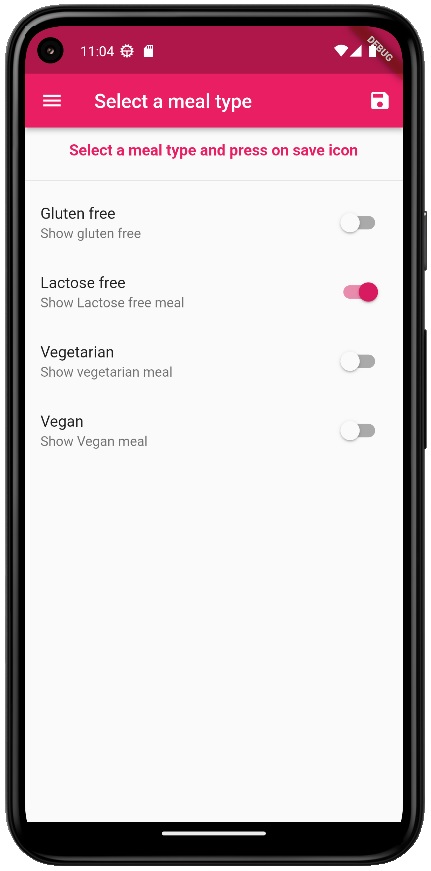 11:04
DEBUG
Select a meal type
Select a meal type and press on save icon
Gluten free
Show gluten free
Lactose free
Show Lactose free meal
Vegetarian
Show vegetarian meal
Vegan
Show Vegan meal